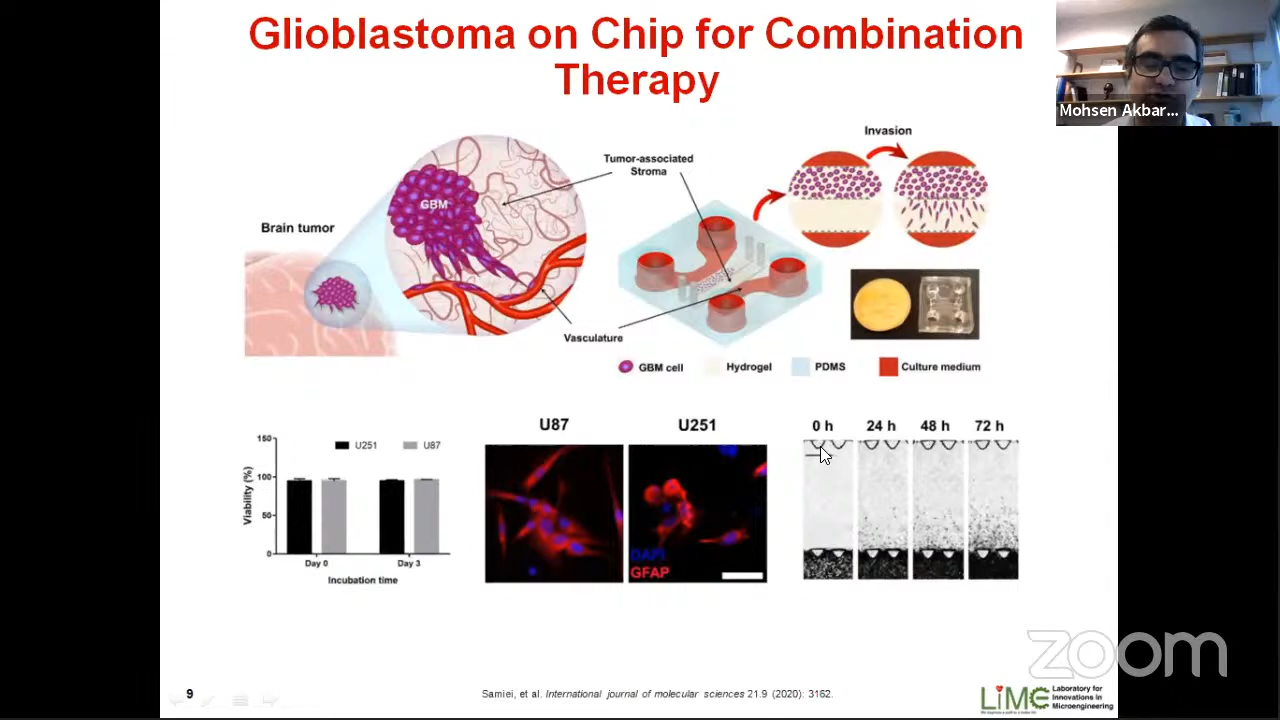 Glioblastoma on Chip for Combination
Therapy
Mohsen Akbar...
Invasion
Tumor-associated
Stroma
GBM
Brain tumor
Vasculature
GBM cell
Hydrogel
PDMS
Culture medium
U87
U251
0 h
24 h
48 h
72 h
150
100
50
0
Viability (%)
U251
U87
Day 0
Day 3
Incubation time
DAPI
GFAP
zoom
9
Samiei, et al. International journal of molecular sciences 21.9 (2020): 3162.
LiME
Laboratory for
Innovations in
Microengineering